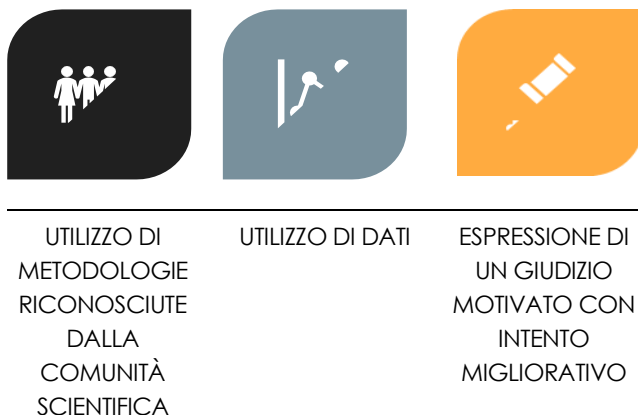 UTILIZZO DI
METODOLOGIE
RICONOSCIUTE
DALLA
COMUNITÀ
SCIENTIFICA
UTILIZZO DI DATI
ESPRESSIONE DI
UN GIUDIZIO
MOTIVATO CON
INTENTO
MIGLIORATIVO